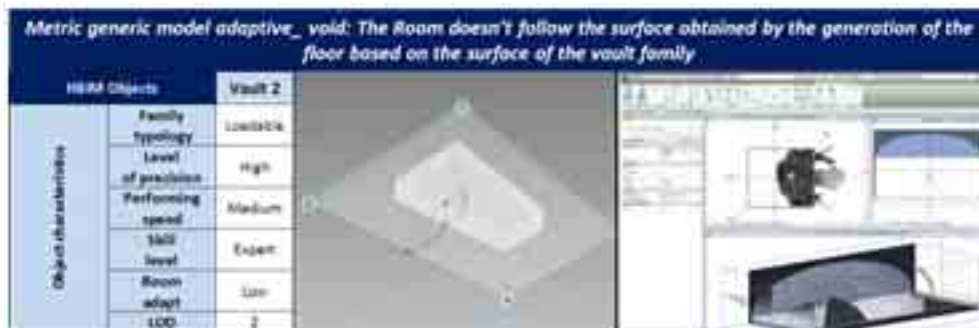 Metric generic model adaptive_ void: The Room doesn't follow the surface obtained by the generation of the
floor based on the surface of the vault family
HBIM Objects
Vault 2
Object characteristics
Family
typology
Loadable
Level
of precision
High
Performing
speed
Medium
Skill
level
Expert
Room
adapt
Low
LOD
2